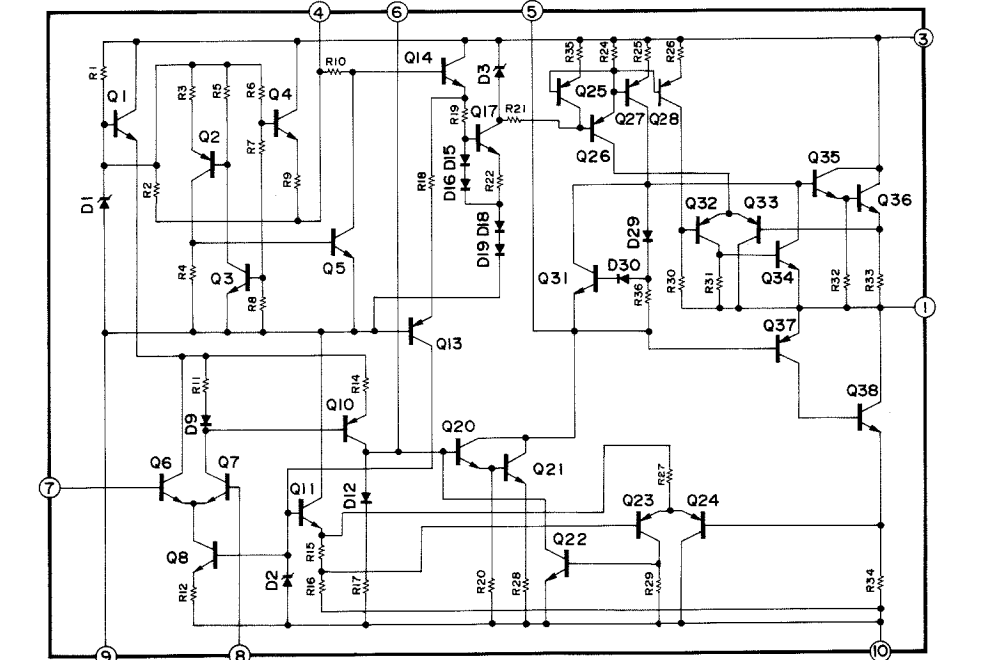 4 6 5
3
R1 Q1 R3 R5 R6 Q4 R10 Q14 D3 R35 R24 R25 R26
Q25 Q27 Q28
R19 Q17 R21
Q2 R7 Q26
R2 R9 R18 D15 D16 R22 Q35
D1 Q36
D18 D19 Q32 Q33
R4 Q3 R8 Q5 D29 Q34
Q31 D30 R36 R30 R31 R32 R33
1
Q13 Q37
R11 R14 Q38
D9 Q10
Q20
Q6 Q7 Q21 R27
7 Q11 D12 Q23 Q24
Q8 R15 Q22
R12 D2 R16 R17 R20 R28 R29 R34
9 8 10